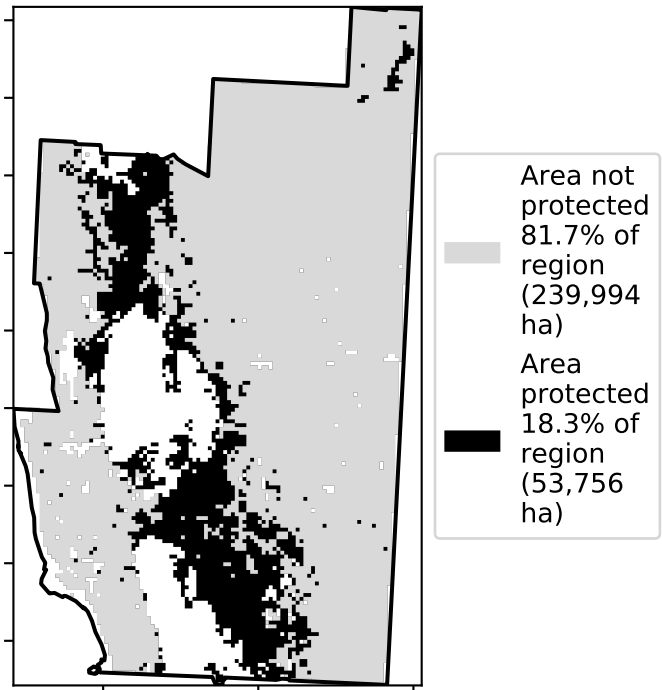 Area not
protected
81.7% of
region
(239,994
ha)
Area
protected
18.3% of
region
(53,756
ha)